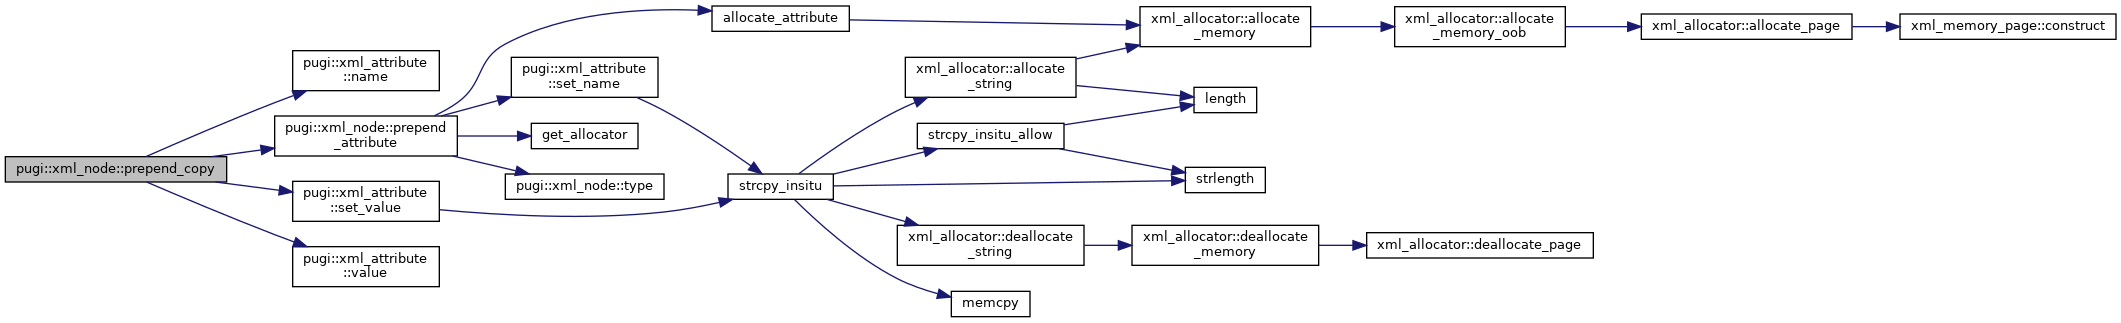 pugi::xml_node::prepend_copy
pugi::xml_attribute
::name
pugi::xml_node::prepend
_attribute
pugi::xml_attribute
::set_value
pugi::xml_attribute
::value
allocate_attribute
pugi::xml_attribute
::set_name
get_allocator
pugi::xml_node::type
strcpy_insitu
xml_allocator::allocate
_string
strcpy_insitu_allow
xml_allocator::deallocate
_string
memcpy
xml_allocator::allocate
_memory
length
strlength
xml_allocator::deallocate
_memory
xml_allocator::allocate
_memory_oob
xml_allocator::deallocate_page
xml_allocator::allocate_page
xml_memory_page::construct